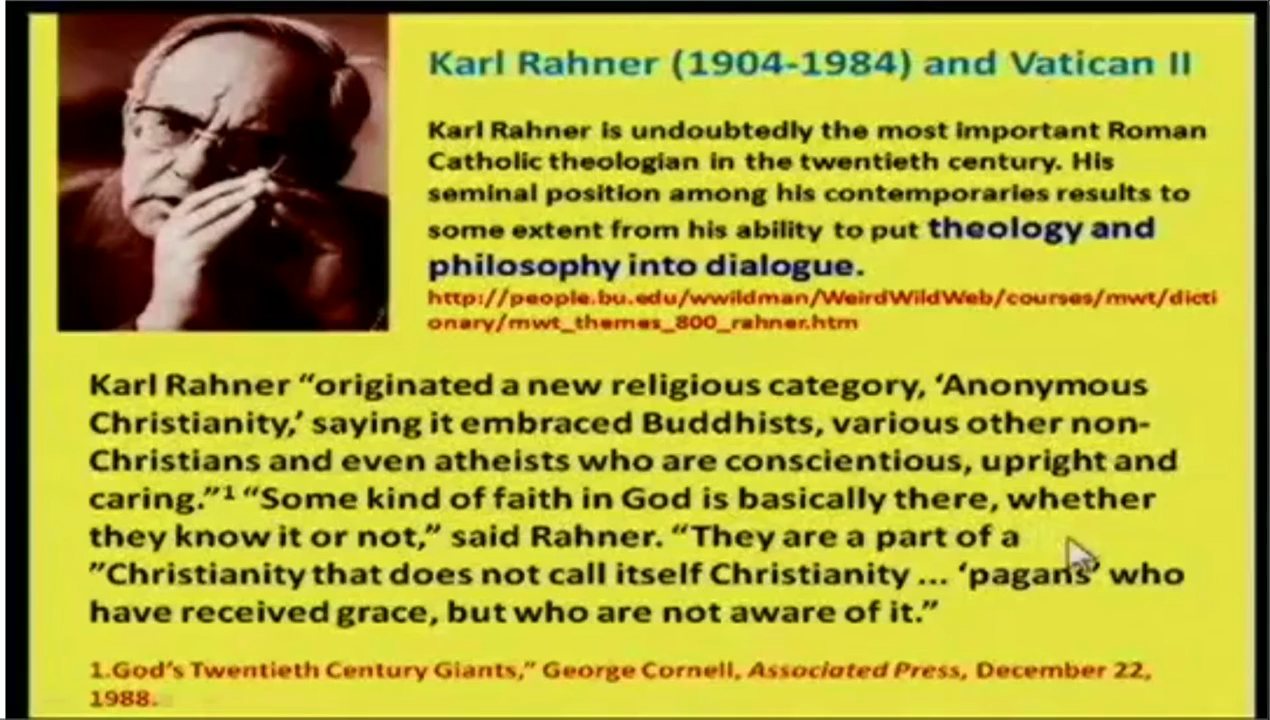 Karl Rahner (1904-1984) and Vatican II
Karl Rahner is undoubtedly the most important Roman
Catholic theologian in the twentieth century. His
seminal position among his contemporaries results to
some extent from his ability to put theology and
philosophy into dialogue.
http://people.bu.edu/wwildman/WeirdWildWeb/courses/mwt/dicti
onary/mwt_themes_800_rahner.htm
Karl Rahner “originated a new religious category, ‘Anonymous
Christianity,’ saying it embraced Buddhists, various other non-
Christians and even atheists who are conscientious, upright and
caring.”¹ “Some kind of faith in God is basically there, whether
they know it or not,” said Rahner. “They are a part of a
”Christianity that does not call itself Christianity ... ‘pagans’ who
have received grace, but who are not aware of it.”
1.God’s Twentieth Century Giants,” George Cornell, Associated Press, December 22,
1988.